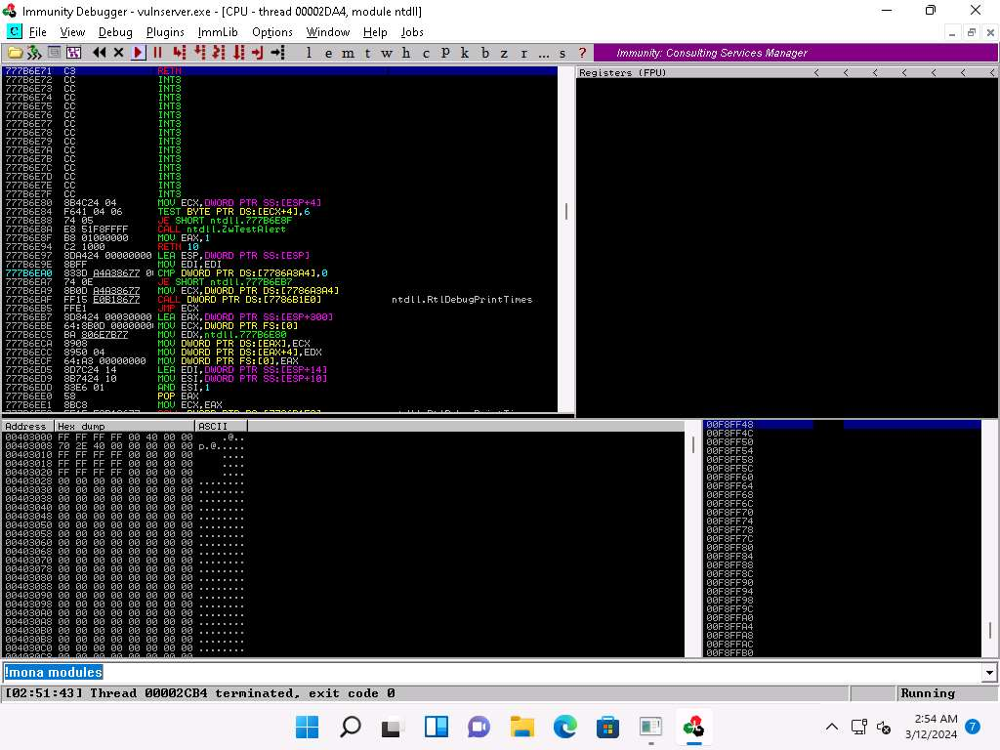 Immunity Debugger - vulnserver.exe - [CPU - thread 00002DA4, module ntdll]
C File View Debug Plugins ImmLib Options Window Help Jobs
l e m t w h c P k b z r ... s ? Immunity: Consulting Services Manager
777B6E71 C3 RETN
777B6E72 CC INT3
777B6E73 CC INT3
777B6E74 CC INT3
777B6E75 CC INT3
777B6E76 CC INT3
777B6E77 CC INT3
777B6E78 CC INT3
777B6E79 CC INT3
777B6E7A CC INT3
777B6E7B CC INT3
777B6E7C CC INT3
777B6E7D CC INT3
777B6E7E CC INT3
777B6E7F CC INT3
777B6E80 8B4C24 04 MOV ECX,DWORD PTR SS:[ESP+4]
777B6E84 F641 04 06 TEST BYTE PTR DS:[ECX+4],6
777B6E88 74 05 JE SHORT ntdll.777B6E8F
777B6E8A E8 51F8FFFF CALL ntdll.ZwTestAlert
777B6E8F B8 01000000 MOV EAX,1
777B6E94 C2 1000 RETN 10
777B6E97 8DA424 00000000 LEA ESP,DWORD PTR SS:[ESP]
777B6E9E 8BFF MOV EDI,EDI
777B6EA0 833D A4A38677 0 CMP DWORD PTR DS:[7786A3A4],0
777B6EA7 74 0E JE SHORT ntdll.777B6EB7
777B6EA9 8B0D A4A38677 MOV ECX,DWORD PTR DS:[7786A3A4]
777B6EAF FF15 E0B18677 CALL DWORD PTR DS:[7786B1E0] ntdll.RtlDebugPrintTimes
777B6EB5 FFE1 JMP ECX
777B6EB7 8D8424 00030000 LEA EAX,DWORD PTR SS:[ESP+300]
777B6EBE 64:8B0D 0000000 MOV ECX,DWORD PTR FS:[0]
777B6EC5 BA 806E7B77 MOV EDX,ntdll.777B6E80
777B6ECA 8908 MOV DWORD PTR DS:[EAX],ECX
777B6ECC 8950 04 MOV DWORD PTR DS:[EAX+4],EDX
777B6ECF 64:A3 00000000 MOV DWORD PTR FS:[0],EAX
777B6ED5 8D7C24 14 LEA EDI,DWORD PTR SS:[ESP+14]
777B6ED9 8B7424 10 MOV ESI,DWORD PTR SS:[ESP+10]
777B6EDD 83E6 01 AND ESI,1
777B6EE0 58 POP EAX
777B6EE1 8BC8 MOV ECX,EAX
Registers (FPU) < < < < < < <
Address Hex dump ASCII
00403000 FF FF FF FF 00 40 00 00 .@..
00403008 70 2E 40 00 00 00 00 00 p.@.....
00403010 FF FF FF FF 00 00 00 00 ....
00403018 FF FF FF FF 00 00 00 00 ....
00403020 FF FF FF FF 00 00 00 00 ....
00403028 00 00 00 00 00 00 00 00 ........
00403030 00 00 00 00 00 00 00 00 ........
00403038 00 00 00 00 00 00 00 00 ........
00403040 00 00 00 00 00 00 00 00 ........
00403048 00 00 00 00 00 00 00 00 ........
00403050 00 00 00 00 00 00 00 00 ........
00403058 00 00 00 00 00 00 00 00 ........
00403060 00 00 00 00 00 00 00 00 ........
00403068 00 00 00 00 00 00 00 00 ........
00403070 00 00 00 00 00 00 00 00 ........
00403078 00 00 00 00 00 00 00 00 ........
00403080 00 00 00 00 00 00 00 00 ........
00403088 00 00 00 00 00 00 00 00 ........
00403090 00 00 00 00 00 00 00 00 ........
00403098 00 00 00 00 00 00 00 00 ........
004030A0 00 00 00 00 00 00 00 00 ........
004030A8 00 00 00 00 00 00 00 00 ........
004030B0 00 00 00 00 00 00 00 00 ........
004030B8 00 00 00 00 00 00 00 00 ........
004030C0 00 00 00 00 00 00 00 00 ........
00F8FF48
00F8FF4C
00F8FF50
00F8FF54
00F8FF58
00F8FF5C
00F8FF60
00F8FF64
00F8FF68
00F8FF6C
00F8FF70
00F8FF74
00F8FF78
00F8FF7C
00F8FF80
00F8FF84
00F8FF88
00F8FF8C
00F8FF90
00F8FF94
00F8FF98
00F8FF9C
00F8FFA0
00F8FFA4
00F8FFA8
00F8FFAC
00F8FFB0
!mona modules
[02:51:43] Thread 00002CB4 terminated, exit code 0 Running
2:54 AM
3/12/2024 7